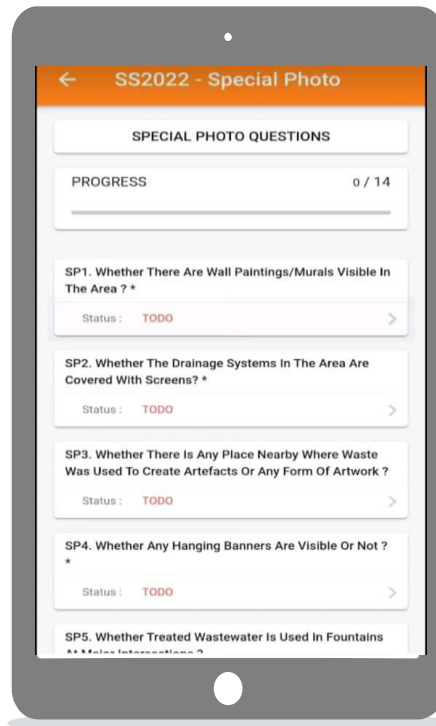 SS2022 - Special Photo
SPECIAL PHOTO QUESTIONS
PROGRESS 0 / 14
SP1. Whether There Are Wall Paintings/Murals Visible In
The Area ? *
Status : TODO
SP2. Whether The Drainage Systems In The Area Are
Covered With Screens? *
Status : TODO
SP3. Whether There Is Any Place Nearby Where Waste
Was Used To Create Artefacts Or Any Form Of Artwork ?
Status : TODO
SP4. Whether Any Hanging Banners Are Visible Or Not ?
*
Status : TODO
SP5. Whether Treated Wastewater Is Used In Fountains
At Major Intersections ?